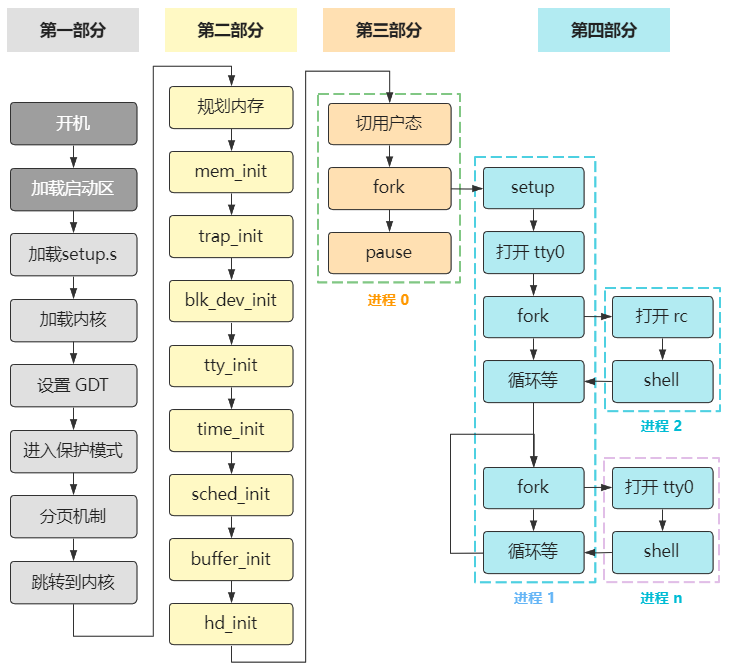 第一部分
第二部分
第三部分
第四部分
开机
加载启动区
加载setup.s
加载内核
设置 GDT
进入保护模式
分页机制
跳转到内核
规划内存
mem_init
trap_init
blk_dev_init
tty_init
time_init
sched_init
buffer_init
hd_init
切用户态
fork
pause
进程 0
setup
打开 tty0
fork
循环等
fork
循环等
进程 1
打开 rc
shell
进程 2
打开 tty0
shell
进程 n